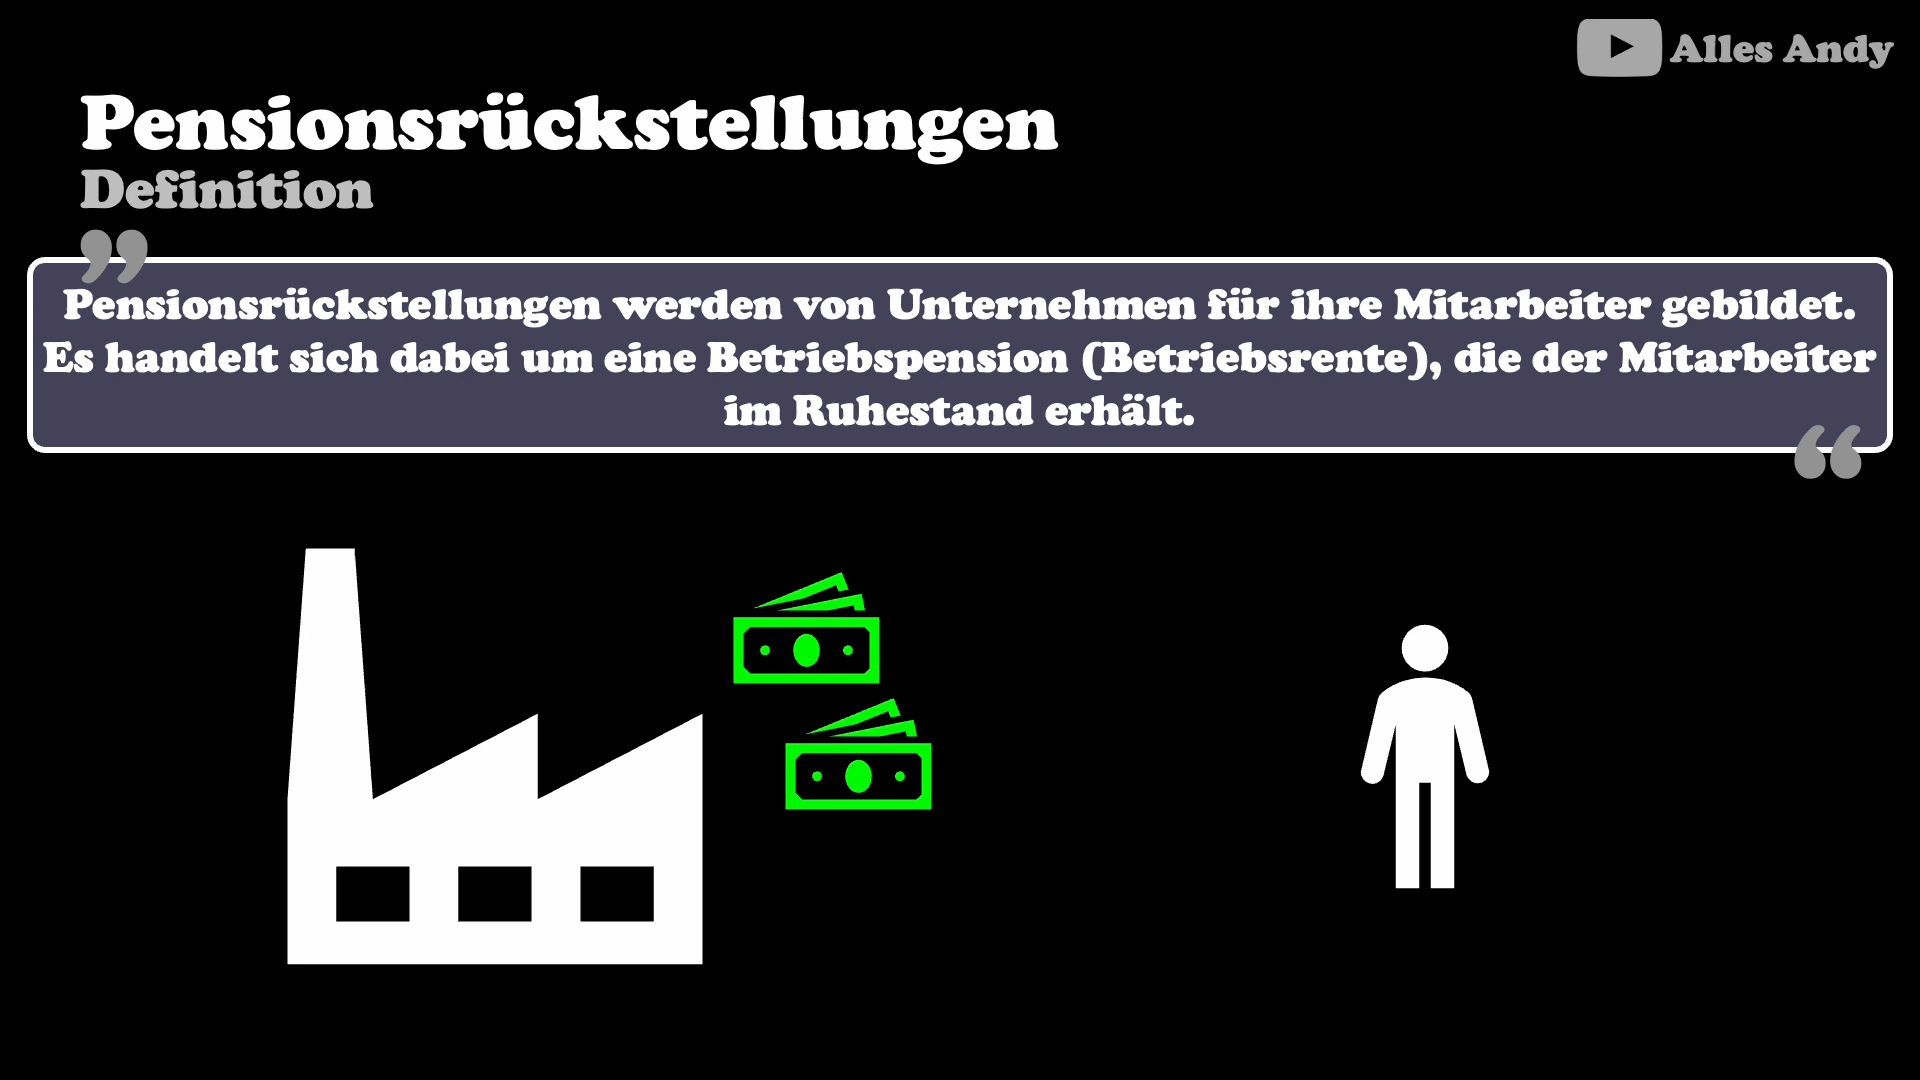 Alles Andy
Pensionsrückstellungen
Definition
”
Pensionsrückstellungen werden von Unternehmen für ihre Mitarbeiter gebildet.
Es handelt sich dabei um eine Betriebspension (Betriebsrente), die der Mitarbeiter
im Ruhestand erhält.
“